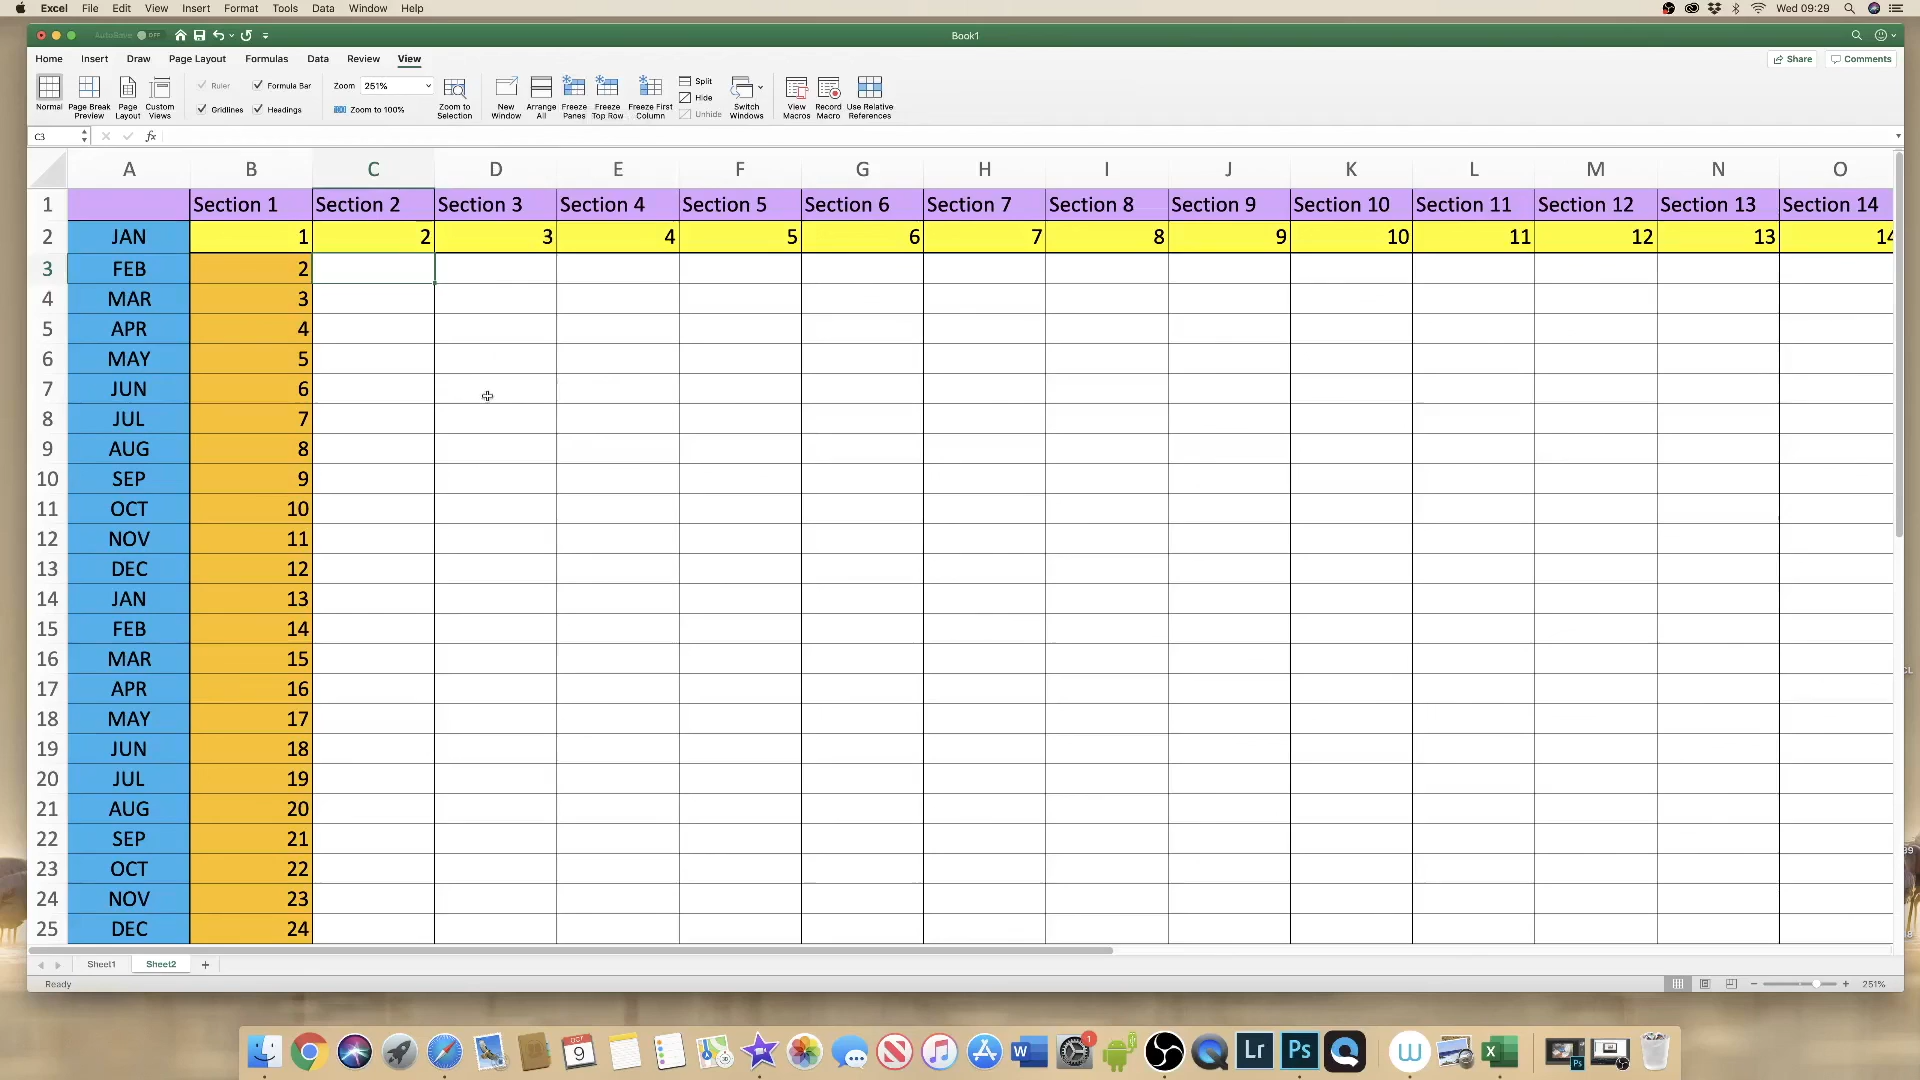 Excel File Edit View Insert Format Tools Data Window Help Wed 09:29
AutoSave OFF Book1
Home Insert Draw Page Layout Formulas Data Review View Share Comments
Ruler Formula Bar Zoom 251% Split
Gridlines Headings Zoom to 100% Hide
Unhide
Normal Page Break Preview Page Layout Custom Views Zoom to Selection New Window Arrange All Freeze Panes Freeze Top Row Freeze First Column Switch Windows View Macros Record Macro Use Relative References
C3 fx
A B C D E F G H I J K L M N O
1 Section 1 Section 2 Section 3 Section 4 Section 5 Section 6 Section 7 Section 8 Section 9 Section 10 Section 11 Section 12 Section 13 Section 14
2 JAN 1 2 3 4 5 6 7 8 9 10 11 12 13 14
3 FEB 2
4 MAR 3
5 APR 4
6 MAY 5
7 JUN 6
8 JUL 7
9 AUG 8
10 SEP 9
11 OCT 10
12 NOV 11
13 DEC 12
14 JAN 13
15 FEB 14
16 MAR 15
17 APR 16
18 MAY 17
19 JUN 18
20 JUL 19
21 AUG 20
22 SEP 21
23 OCT 22
24 NOV 23
25 DEC 24
Sheet1 Sheet2 +
Ready 251%
OCT 9 W 1 Lr Ps W X Ps